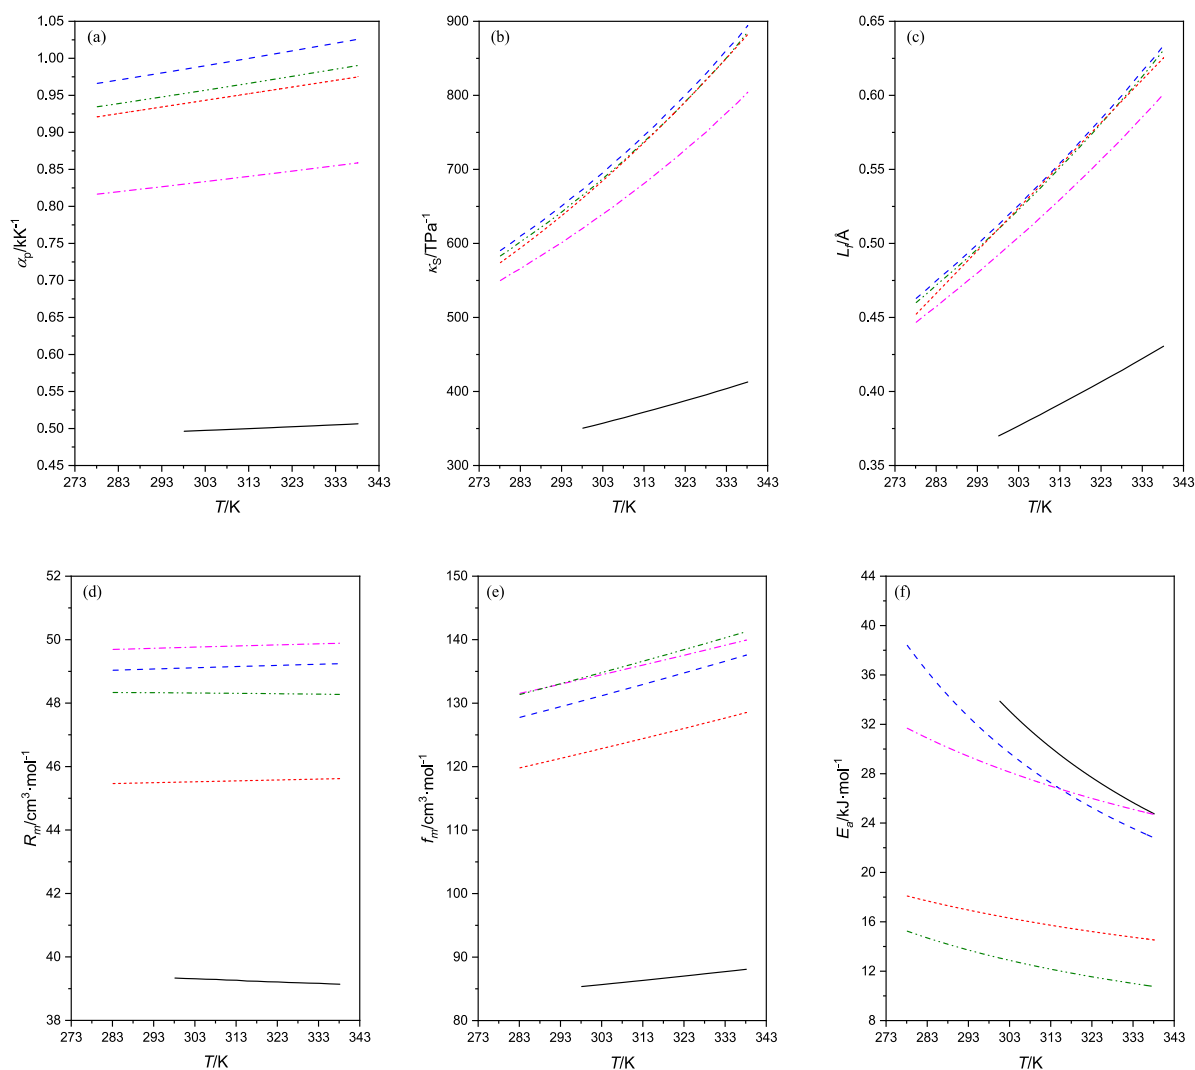 (a)
1.05
1.00
0.95
0.90
0.85
0.80
0.75
0.70
0.65
0.60
0.55
0.50
0.45
273 283 293 303 313 323 333 343
αp/kK-1
T/K
(b)
900
800
700
600
500
400
300
273 283 293 303 313 323 333 343
κS/TPa−1
T/K
(c)
0.65
0.60
0.55
0.50
0.45
0.40
0.35
273 283 293 303 313 323 333 343
Lf/Å
T/K
(d)
52
50
48
46
44
42
40
38
273 283 293 303 313 323 333 343
Rm/cm3·mol−1
T/K
(e)
150
140
130
120
110
100
90
80
273 283 293 303 313 323 333 343
fm/cm3·mol−1
T/K
(f)
44
40
36
32
28
24
20
16
12
8
273 283 293 303 313 323 333 343
Ea/kJ·mol−1
T/K